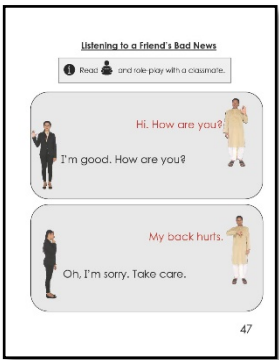 Listening to a Friend's Bad News
1 Read and role-play with a classmate.
Hi. How are you?
I'm good. How are you?
My back hurts.
Oh, I'm sorry. Take care.
47